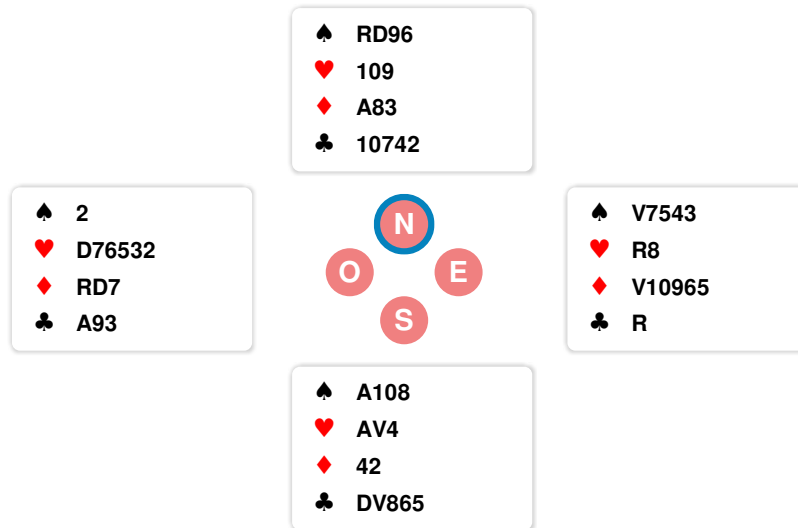 ♠ RD96
♥ 109
♦ A83
♣ 10742
♠ 2
♥ D76532
♦ RD7
♣ A93
N
O E
S
♠ V7543
♥ R8
♦ V10965
♣ R
♠ A108
♥ AV4
♦ 42
♣ DV865